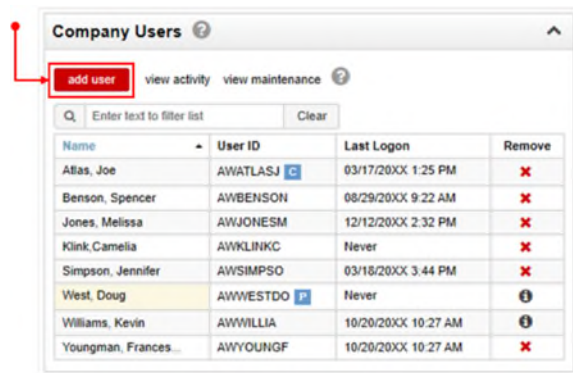 Company Users
add user view activity view maintenance
Enter text to filter list Clear
Name User ID Last Logon Remove
Atlas, Joe AWATLASJ C 03/17/20XX 1:25 PM
Benson, Spencer AWBENSON 08/29/20XX 9:22 AM
Jones, Melissa AWJONESM 12/12/20XX 2:32 PM
Klink,Camelia AWKLINKC Never
Simpson, Jennifer AWSIMPSO 03/18/20XX 3:44 PM
West, Doug AWWESTDO P Never
Williams, Kevin AWWILLIA 10/20/20XX 10:27 AM
Youngman, Frances... AWYOUNGF 10/20/20XX 10:27 AM